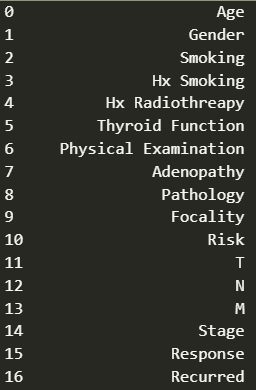 0 Age
1 Gender
2 Smoking
3 Hx Smoking
4 Hx Radiothreapy
5 Thyroid Function
6 Physical Examination
7 Adenopathy
8 Pathology
9 Focality
10 Risk
11 T
12 N
13 M
14 Stage
15 Response
16 Recurred